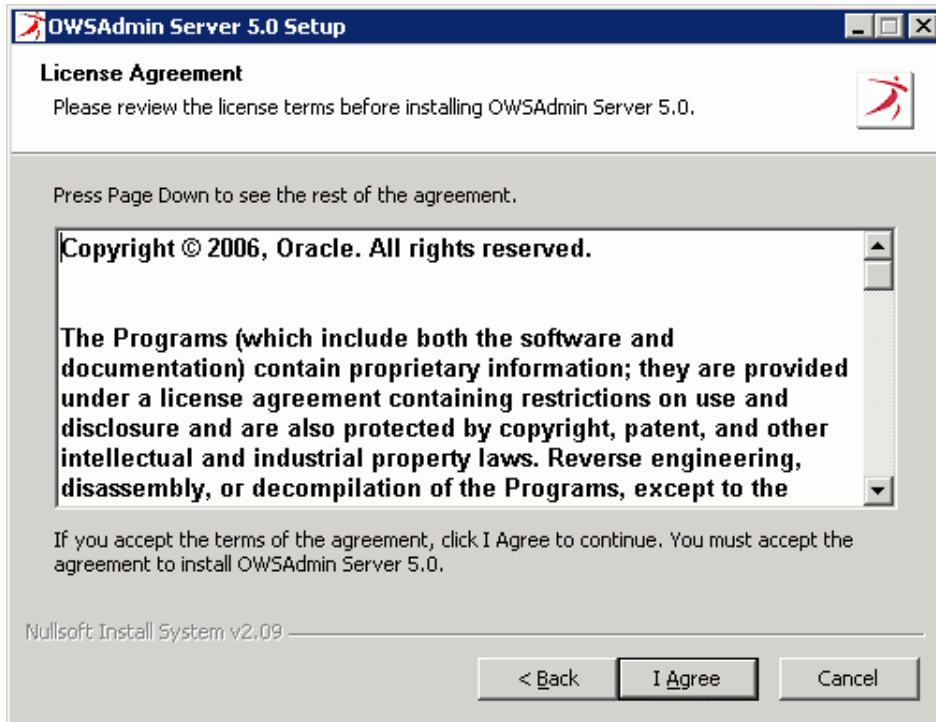 OWSAdmin Server 5.0 Setup
License Agreement
Please review the license terms before installing OWSAdmin Server 5.0.
Press Page Down to see the rest of the agreement.
Copyright © 2006, Oracle. All rights reserved.
The Programs (which include both the software and
documentation) contain proprietary information; they are provided
under a license agreement containing restrictions on use and
disclosure and are also protected by copyright, patent, and other
intellectual and industrial property laws. Reverse engineering,
disassembly, or decompilation of the Programs, except to the
If you accept the terms of the agreement, click I Agree to continue. You must accept the
agreement to install OWSAdmin Server 5.0.
Nullsoft Install System v2.09
< Back I Agree Cancel